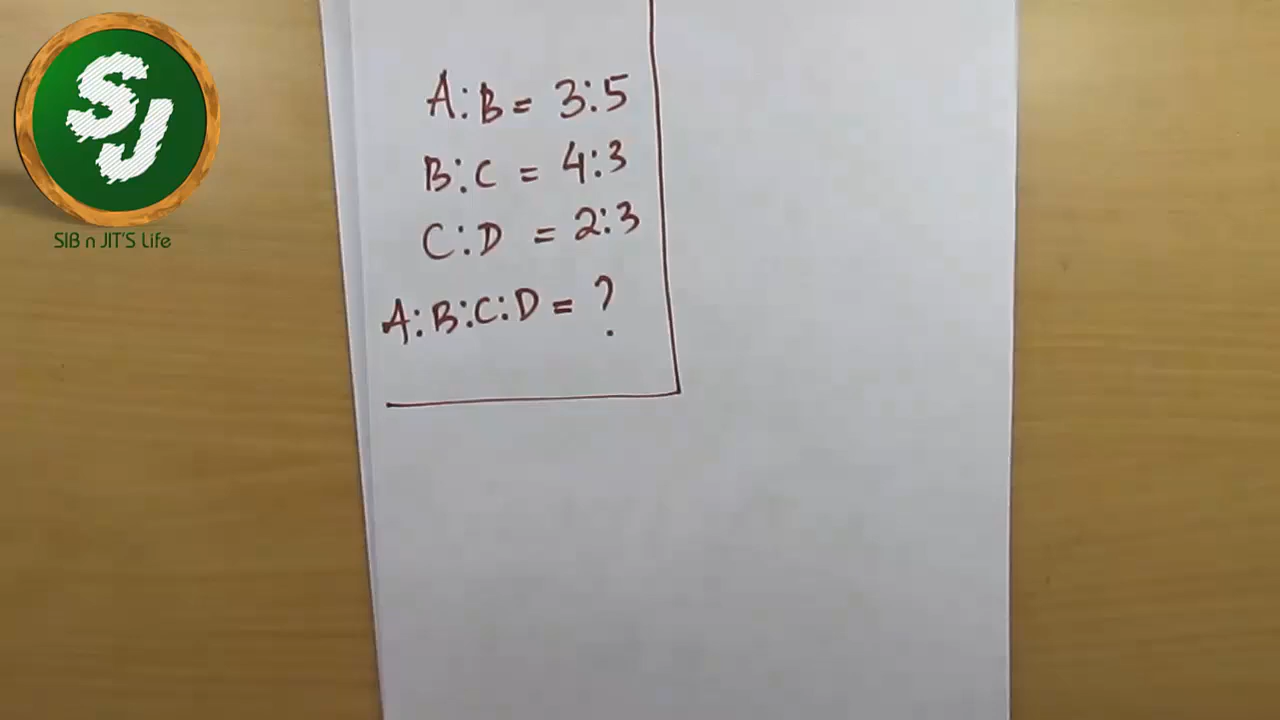 SJ
SIB n JIT'S Life
A:B = 3:5
B:C = 4:3
C:D = 2:3
A:B:C:D = ?